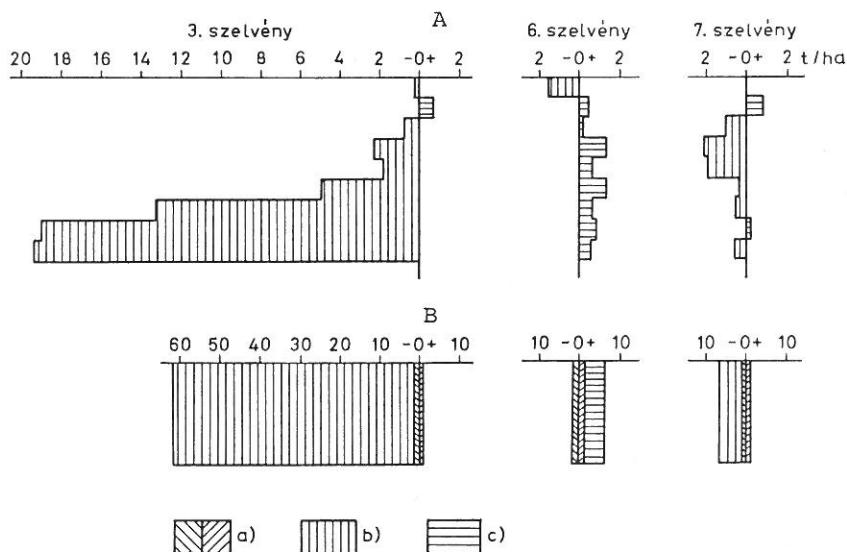 A
3. szelvény 6. szelvény 7. szelvény
20 18 16 14 12 10 8 6 4 2 -0+ 2 2 -0+ 2 2 -0+ 2 t/ha
B
60 50 40 30 20 10 -0+ 10 10 -0+ 10 10 -0+ 10
a) b) c)